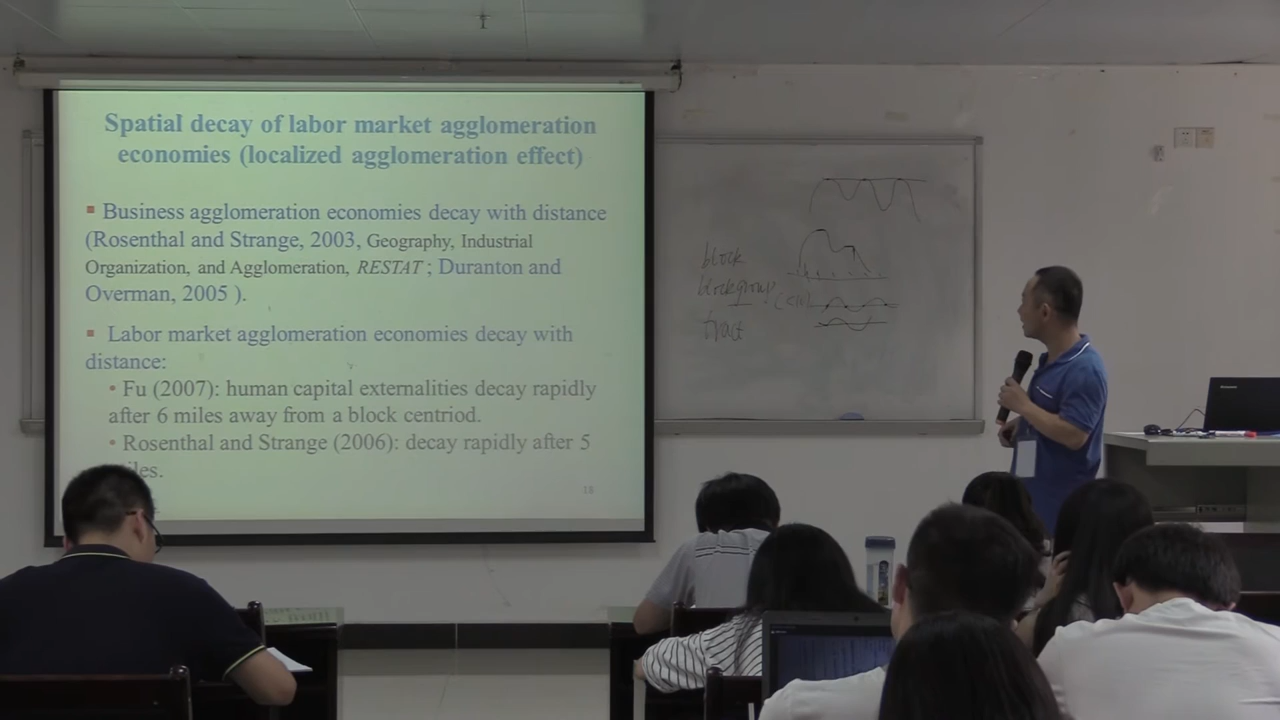 Spatial decay of labor market agglomeration
economies (localized agglomeration effect)
▪ Business agglomeration economies decay with distance
(Rosenthal and Strange, 2003, Geography, Industrial
Organization, and Agglomeration, RESTAT ; Duranton and
Overman, 2005 ).
▪ Labor market agglomeration economies decay with
distance:
• Fu (2007): human capital externalities decay rapidly
after 6 miles away from a block centriod.
• Rosenthal and Strange (2006): decay rapidly after 5
iles.
18
block
blockgroup
tract